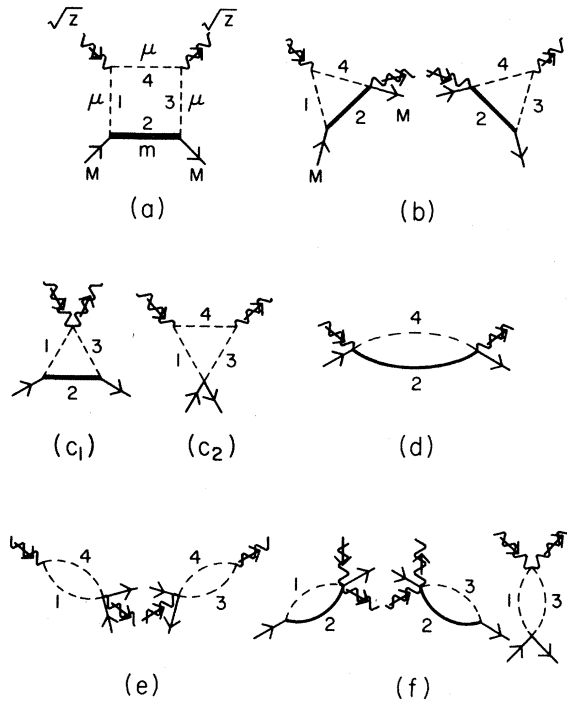 √z √z
μ
4
μ 1 3 μ
2
m
M M
(a)
4 4
1 2 M 2 3
M
(b)
1 3
2
(c₁)
4
1 3
(c₂)
4
2
(d)
4 4
1 3
(e)
1 3
2 2
1 3
(f)